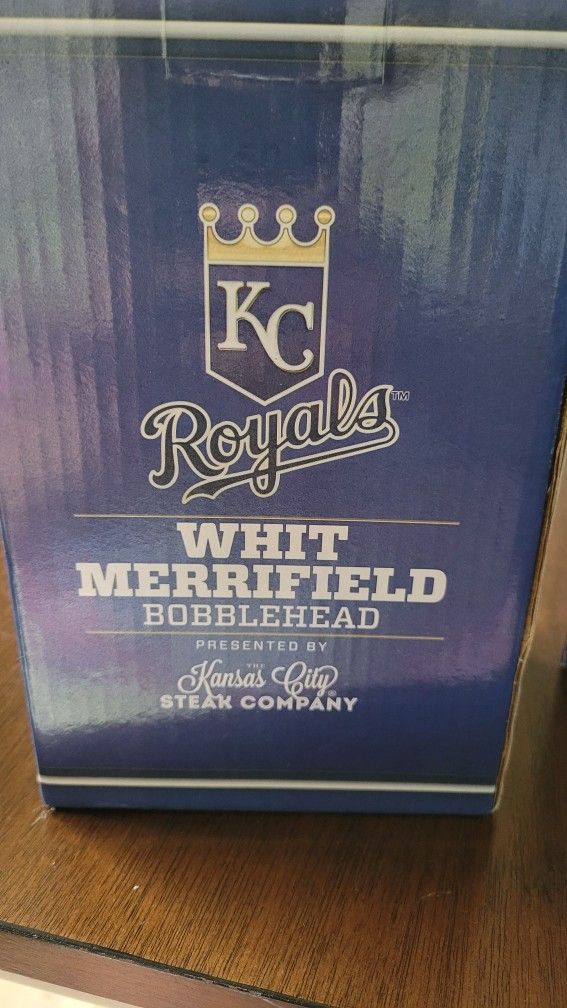 KC
Royals™
WHIT
MERRIFIELD
BOBBLEHEAD
PRESENTED BY
THE
Kansas City®
STEAK COMPANY